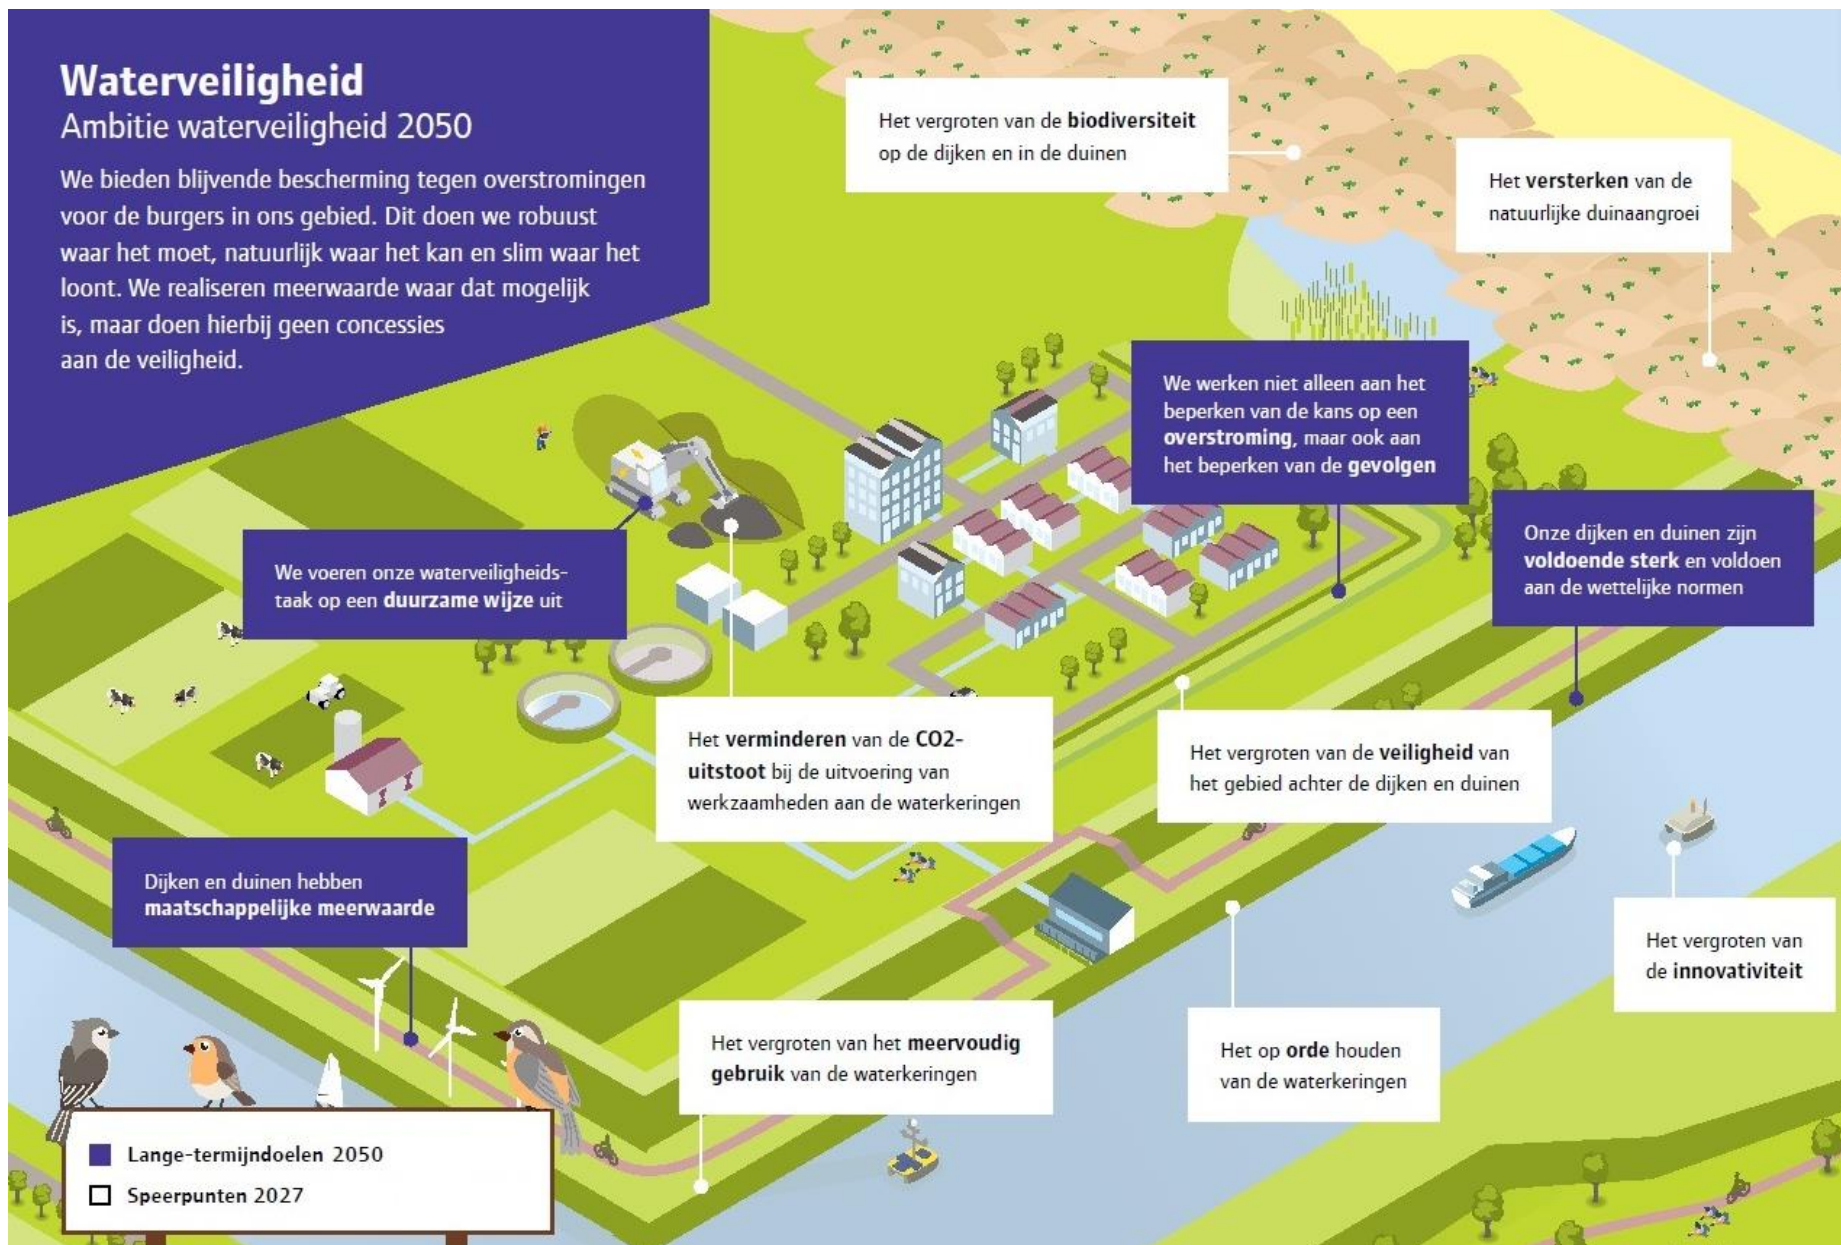 Waterveiligheid
Ambitie waterveiligheid 2050
We bieden blijvende bescherming tegen overstromingen
voor de burgers in ons gebied. Dit doen we robuust
waar het moet, natuurlijk waar het kan en slim waar het
loont. We realiseren meerwaarde waar dat mogelijk
is, maar doen hierbij geen concessies
aan de veiligheid.
Het vergroten van de biodiversiteit
op de dijken en in de duinen
Het versterken van de
natuurlijke duinaangroei
We werken niet alleen aan het
beperken van de kans op een
overstroming, maar ook aan
het beperken van de gevolgen
Onze dijken en duinen zijn
voldoende sterk en voldoen
aan de wettelijke normen
We voeren onze waterveiligheids-
taak op een duurzame wijze uit
Het verminderen van de CO2-
uitstoot bij de uitvoering van
werkzaamheden aan de waterkeringen
Het vergroten van de veiligheid van
het gebied achter de dijken en duinen
Dijken en duinen hebben
maatschappelijke meerwaarde
Het vergroten van
de innovativiteit
Het vergroten van het meervoudig
gebruik van de waterkeringen
Het op orde houden
van de waterkeringen
Lange-termijndoelen 2050
Speerpunten 2027